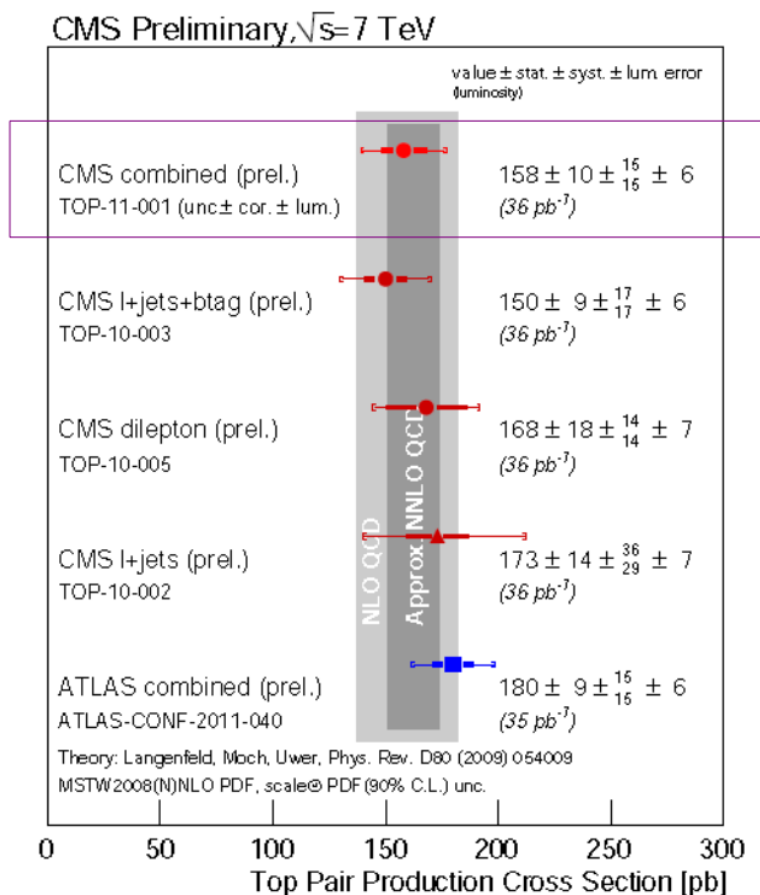 CMS Preliminary,√s=7 TeV
value ± stat. ± syst. ± lum. error
(luminosity)
CMS combined (prel.)
TOP-11-001 (unc± cor. ± lum.)
158 ± 10 ± 15 15 ± 6
(36 pb⁻¹)
CMS l+jets+btag (prel.)
TOP-10-003
150 ± 9 ± 17 17 ± 6
(36 pb⁻¹)
CMS dilepton (prel.)
TOP-10-005
168 ± 18 ± 14 14 ± 7
(36 pb⁻¹)
CMS l+jets (prel.)
TOP-10-002
173 ± 14 ± 36 29 ± 7
(36 pb⁻¹)
ATLAS combined (prel.)
ATLAS-CONF-2011-040
180 ± 9 ± 15 15 ± 6
(35 pb⁻¹)
NLO QCD
Approx. NNLO QCD
Theory: Langenfeld, Moch, Uwer, Phys. Rev. D80 (2009) 054009
MSTW2008(N)NLO PDF, scale⊗PDF(90% C.L.) unc.
0 50 100 150 200 250 300
Top Pair Production Cross Section [pb]